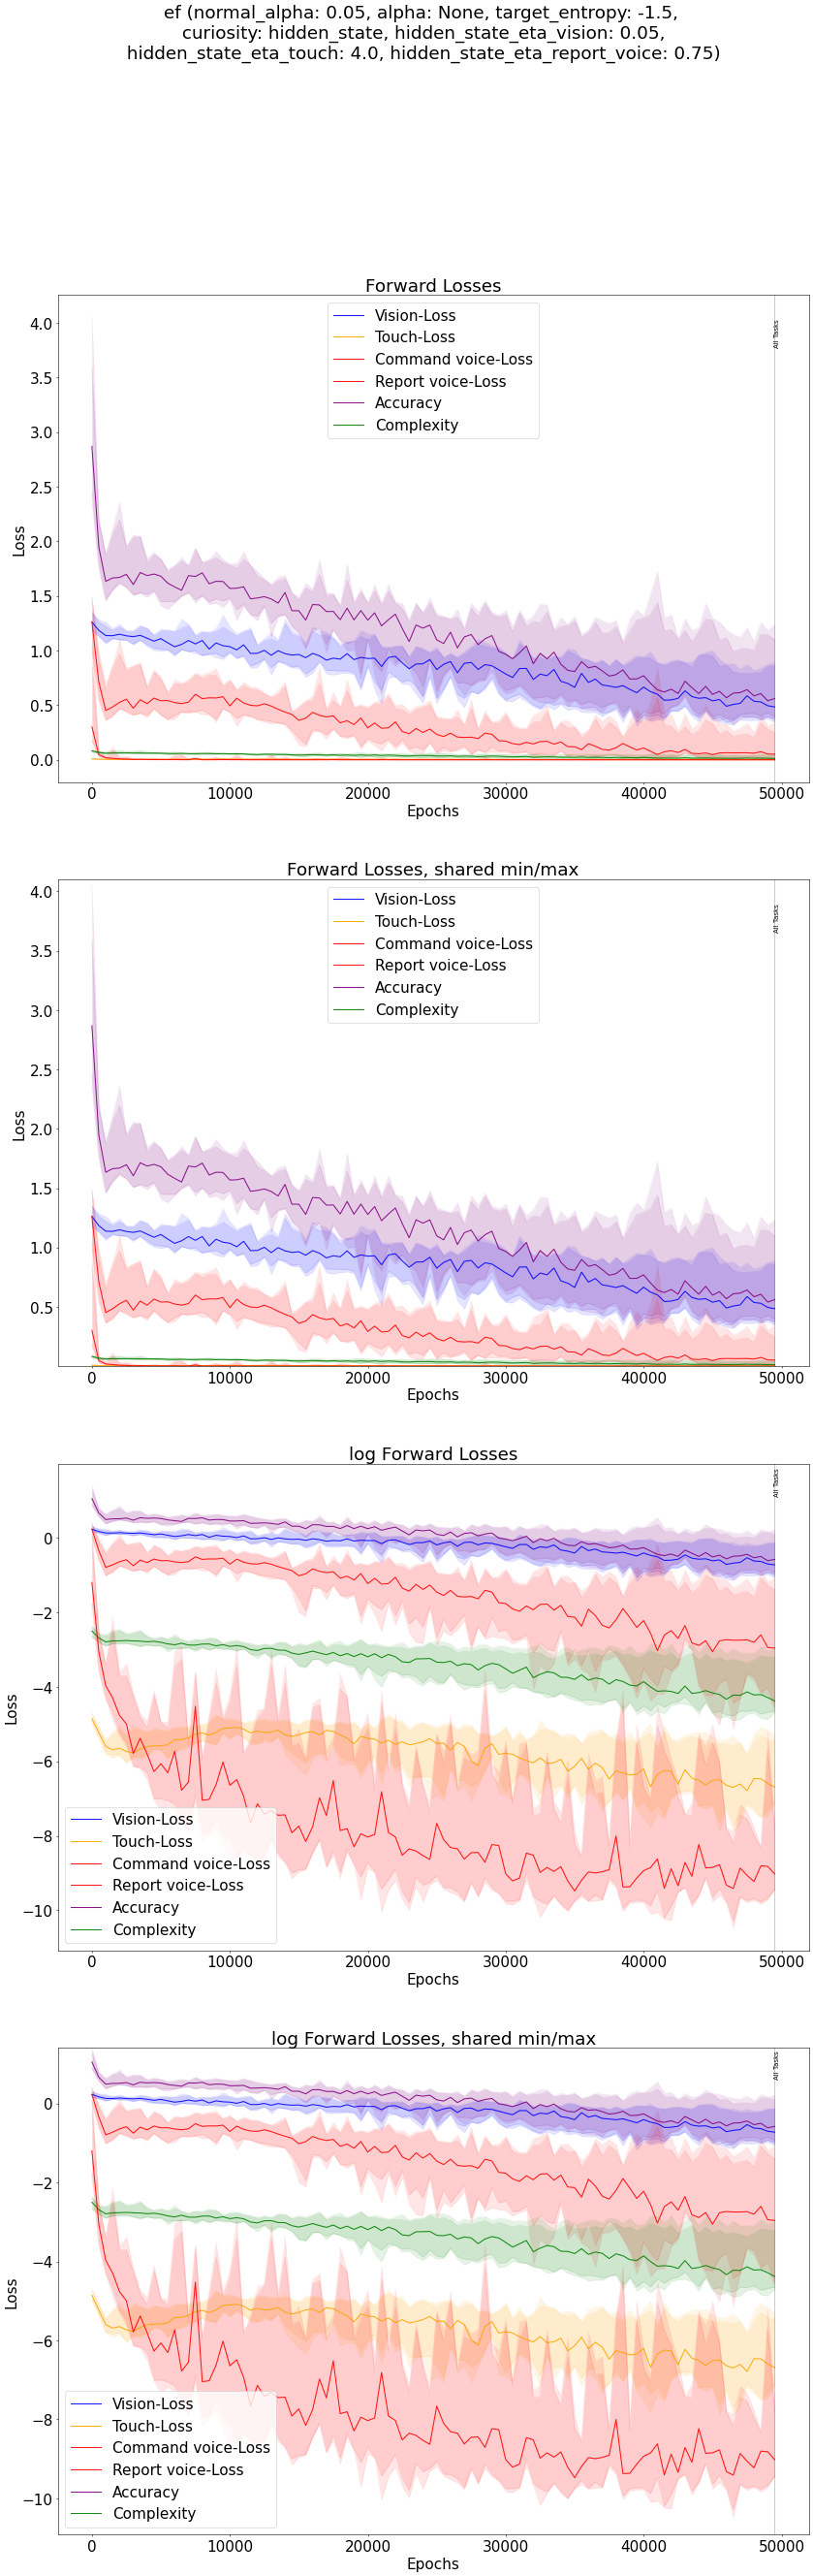 ef (normal_alpha: 0.05, alpha: None, target_entropy: -1.5,
curiosity: hidden_state, hidden_state_eta_vision: 0.05,
hidden_state_eta_touch: 4.0, hidden_state_eta_report_voice: 0.75)
Forward Losses
Vision-Loss
Touch-Loss
Command voice-Loss
Report voice-Loss
Accuracy
Complexity
All Tasks
4.0
3.5
3.0
2.5
2.0
1.5
1.0
0.5
0.0
Loss
0 10000 20000 30000 40000 50000
Epochs
Forward Losses, shared min/max
Vision-Loss
Touch-Loss
Command voice-Loss
Report voice-Loss
Accuracy
Complexity
All Tasks
4.0
3.5
3.0
2.5
2.0
1.5
1.0
0.5
Loss
0 10000 20000 30000 40000 50000
Epochs
log Forward Losses
All Tasks
0
−2
−4
−6
−8
−10
Loss
Vision-Loss
Touch-Loss
Command voice-Loss
Report voice-Loss
Accuracy
Complexity
0 10000 20000 30000 40000 50000
Epochs
log Forward Losses, shared min/max
All Tasks
0
−2
−4
−6
−8
−10
Loss
Vision-Loss
Touch-Loss
Command voice-Loss
Report voice-Loss
Accuracy
Complexity
0 10000 20000 30000 40000 50000
Epochs